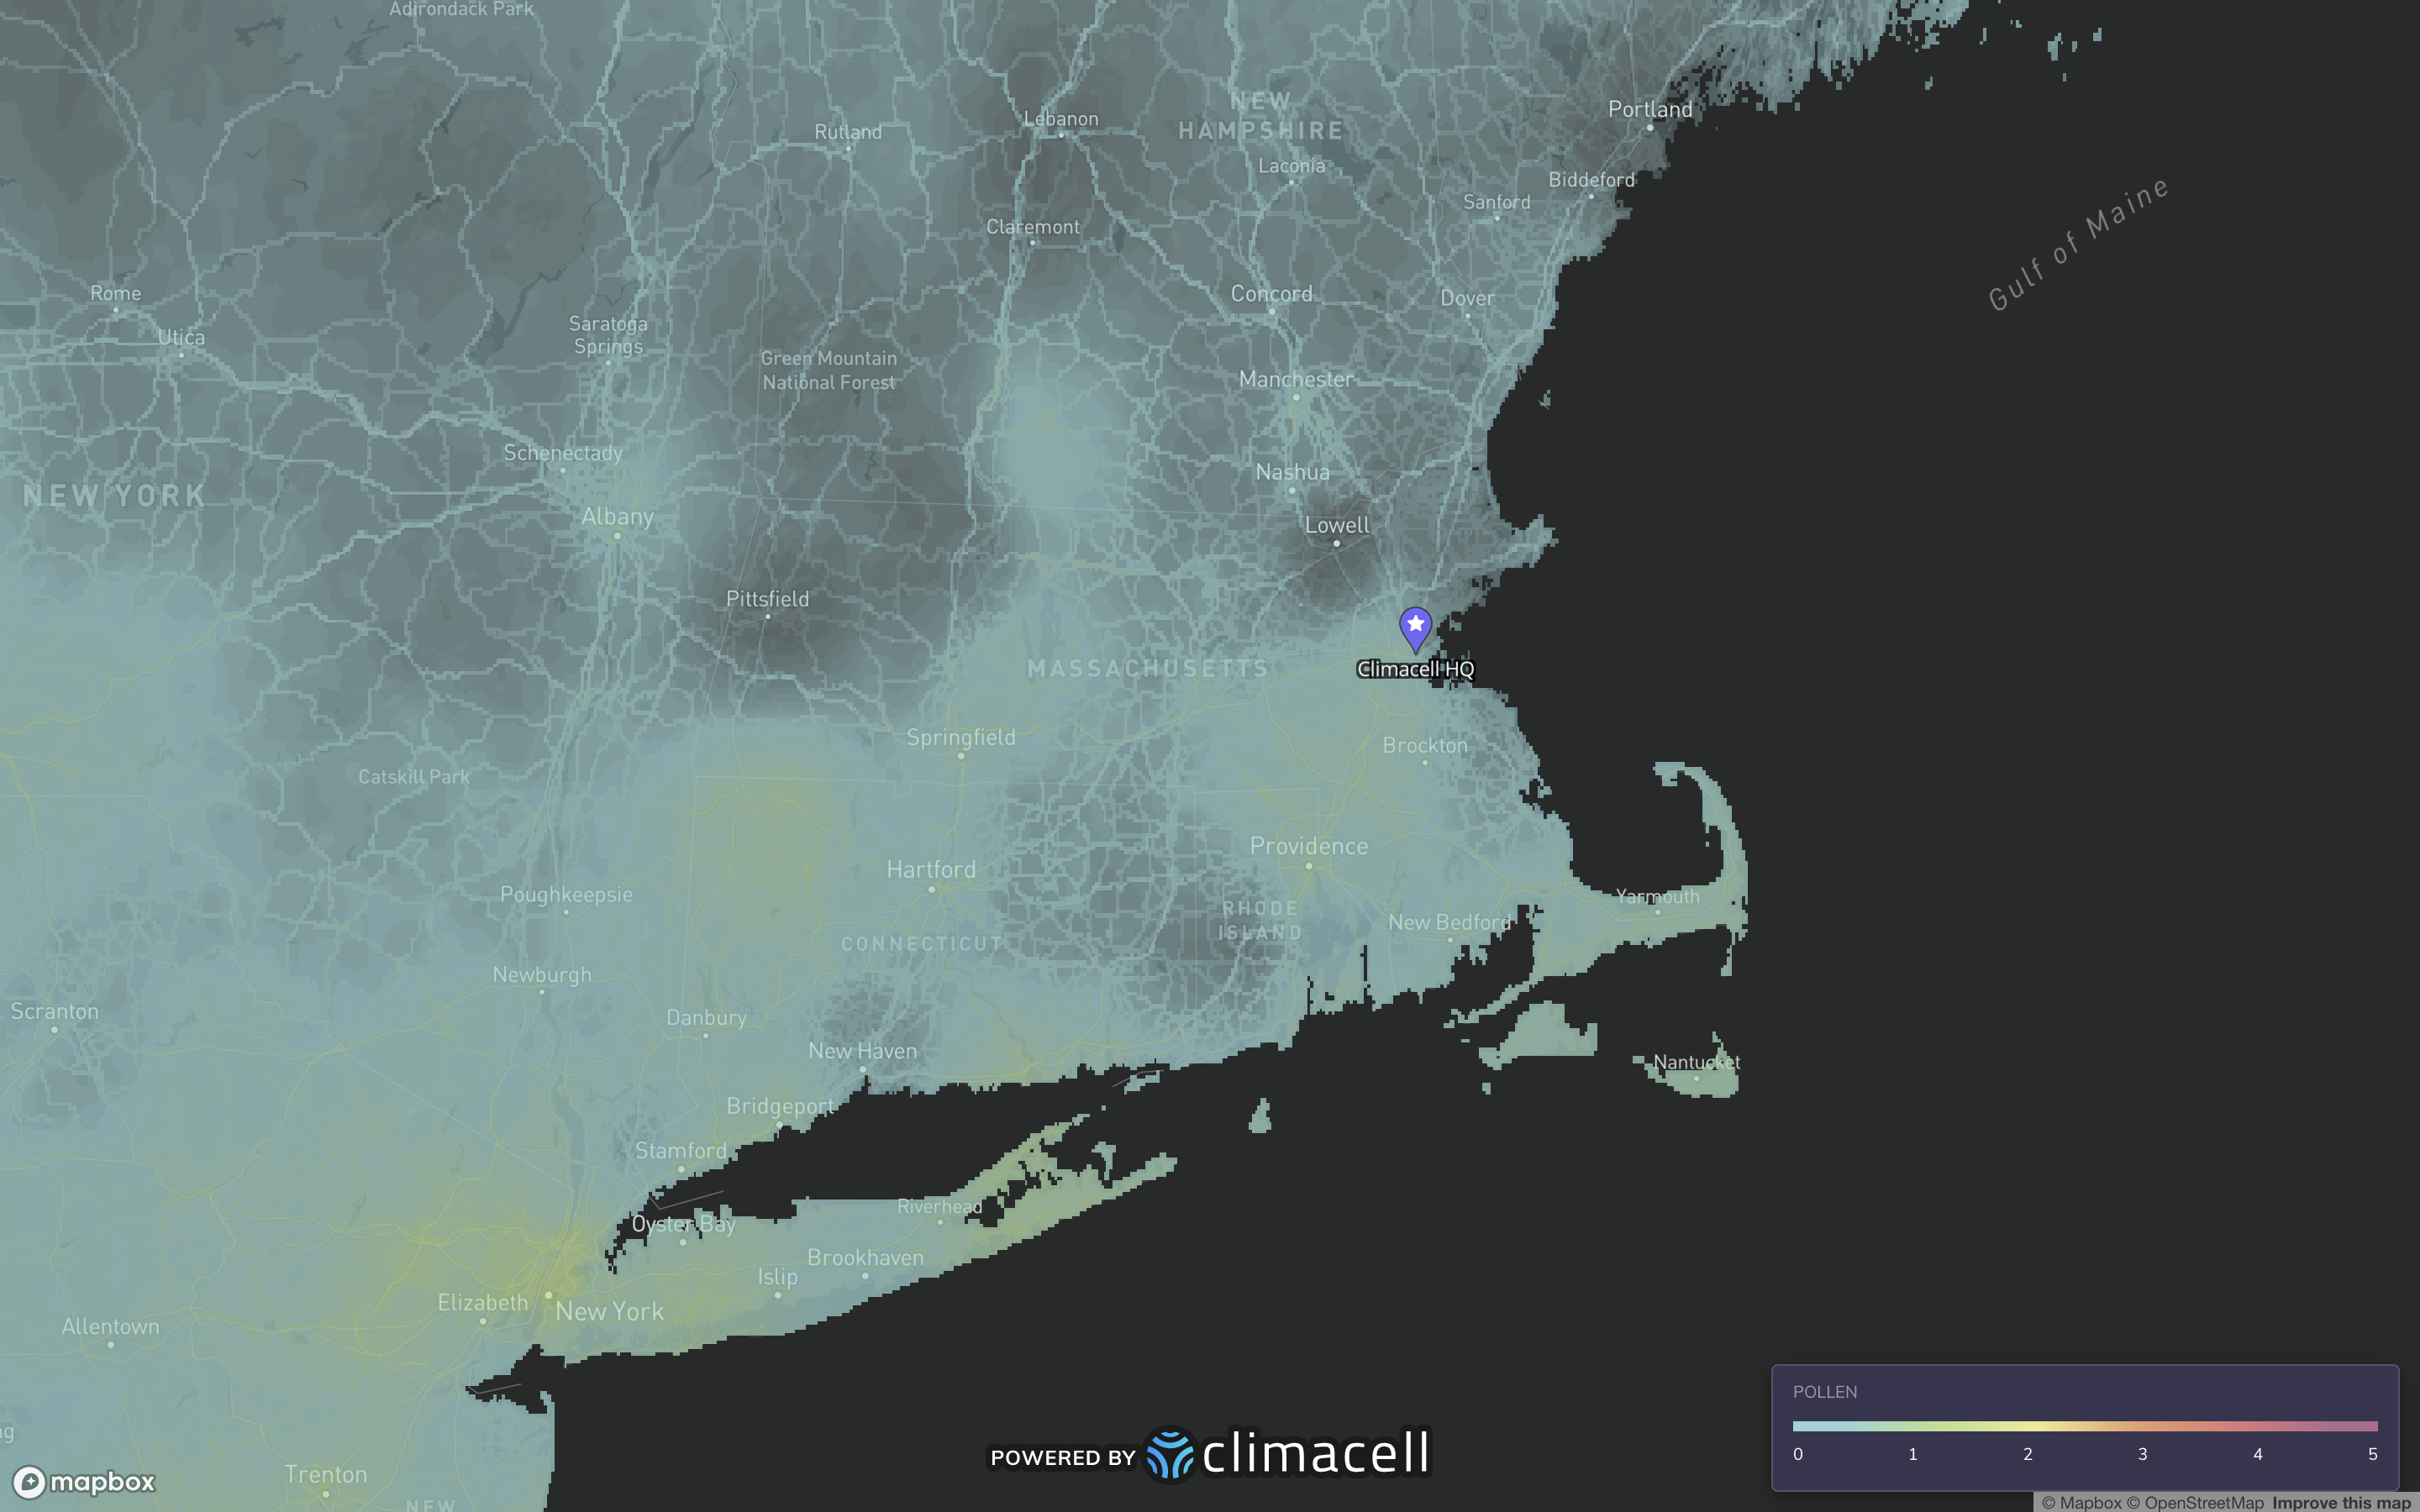 Adirondack Park
NEW
HAMPSHIRE
Portland
Lebanon
Rutland
Laconia
Biddeford
Sanford
Gulf of Maine
Claremont
Rome
Concord
Dover
Utica
Saratoga
Springs
Green Mountain
National Forest
Manchester
Schenectady
Nashua
NEW YORK
Albany
Lowell
Pittsfield
MASSACHUSETTS
Climacell HQ
Springfield
Brockton
Catskill Park
Providence
Hartford
Poughkeepsie
Yarmouth
RHODE
ISLAND
New Bedford
CONNECTICUT
Newburgh
Scranton
Danbury
New Haven
Nantucket
Bridgeport
Stamford
Riverhead
Oyster Bay
Brookhaven
Islip
Elizabeth
New York
Allentown
POLLEN
0 1 2 3 4 5
ng
POWERED BY climacell
Trenton
mapbox
NEW
© Mapbox © OpenStreetMap Improve this map